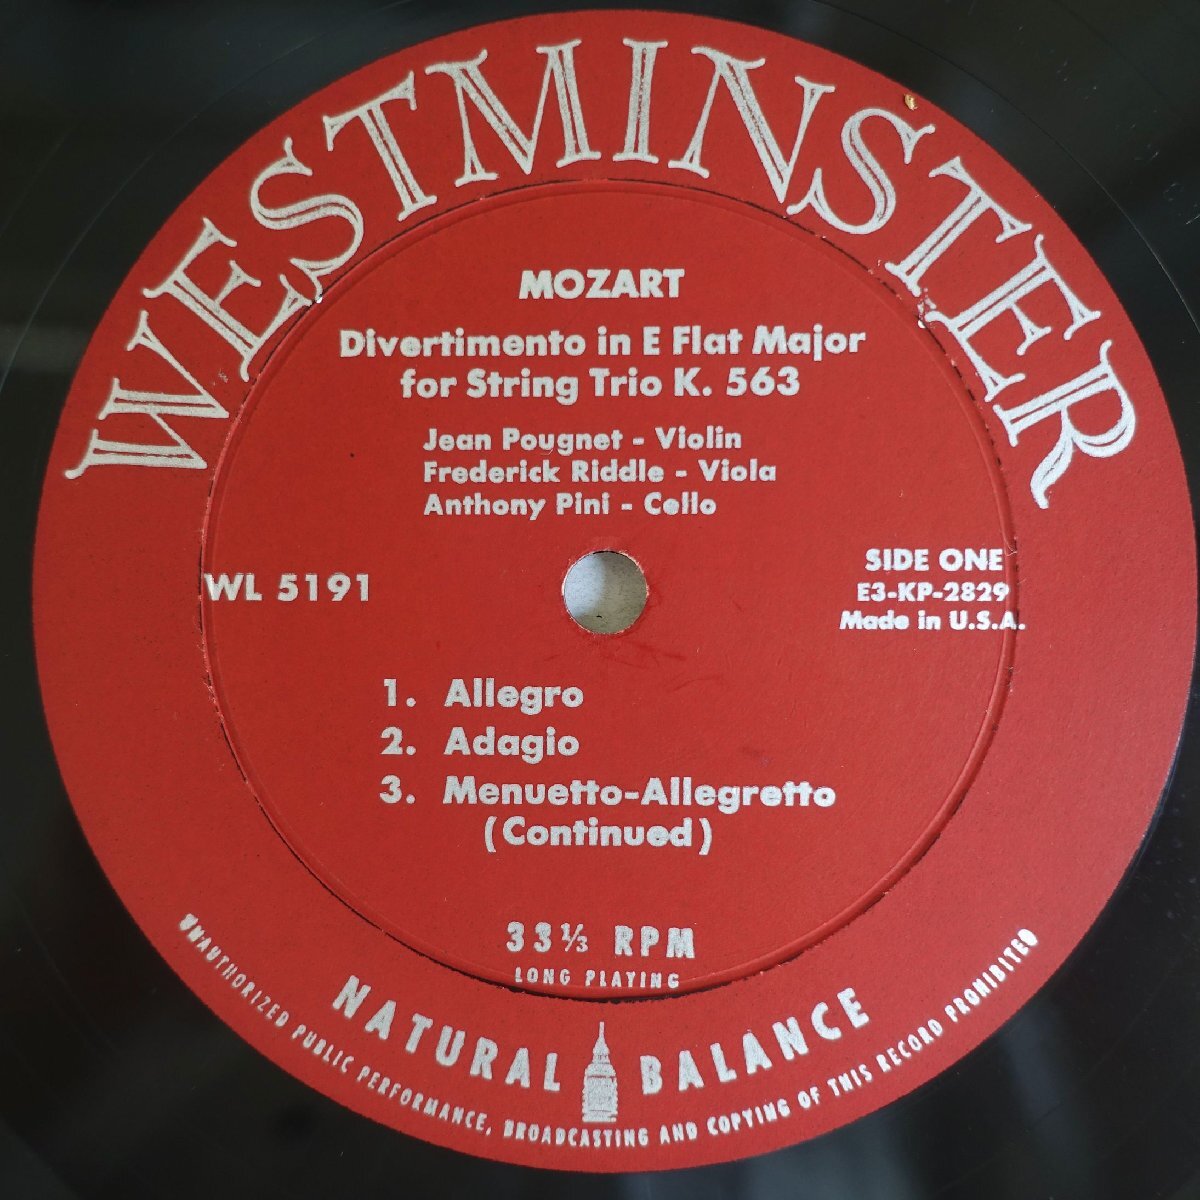 WESTMINSTER
MOZART
Divertimento in E Flat Major
for String Trio K. 563
Jean Pougnet - Violin
Frederick Riddle - Viola
Anthony Pini - Cello
WL 5191
SIDE ONE
E3-KP-2829
Made in U.S.A.
1. Allegro
2. Adagio
3. Menuetto-Allegretto
(Continued)
33 ⅓ RPM
LONG PLAYING
NATURAL BALANCE
UNAUTHORIZED PUBLIC PERFORMANCE, BROADCASTING AND COPYING OF THIS RECORD PROHIBITED